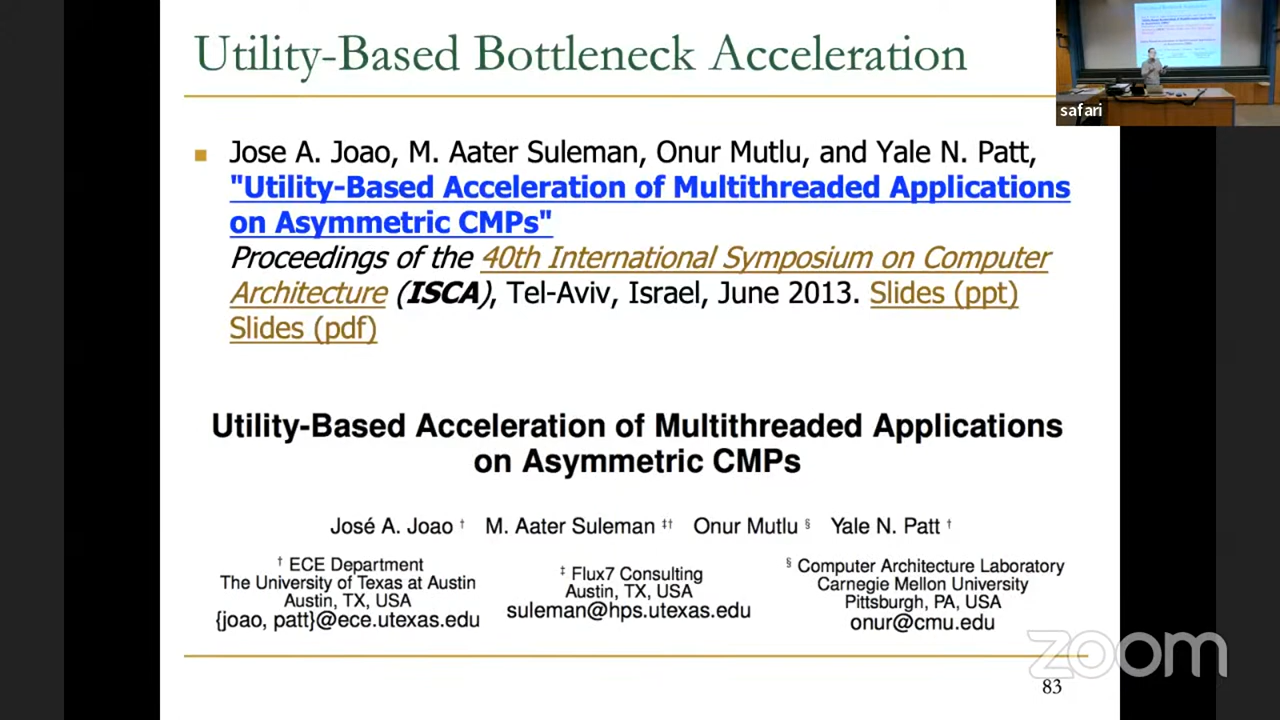 Utility-Based Bottleneck Acceleration
safari
Jose A. Joao, M. Aater Suleman, Onur Mutlu, and Yale N. Patt,
"Utility-Based Acceleration of Multithreaded Applications
on Asymmetric CMPs"
Proceedings of the 40th International Symposium on Computer
Architecture (ISCA), Tel-Aviv, Israel, June 2013. Slides (ppt)
Slides (pdf)
Utility-Based Acceleration of Multithreaded Applications
on Asymmetric CMPs
José A. Joao † M. Aater Suleman ‡† Onur Mutlu § Yale N. Patt †
† ECE Department
The University of Texas at Austin
Austin, TX, USA
{joao, patt}@ece.utexas.edu
‡ Flux7 Consulting
Austin, TX, USA
suleman@hps.utexas.edu
§ Computer Architecture Laboratory
Carnegie Mellon University
Pittsburgh, PA, USA
onur@cmu.edu
zoom
83